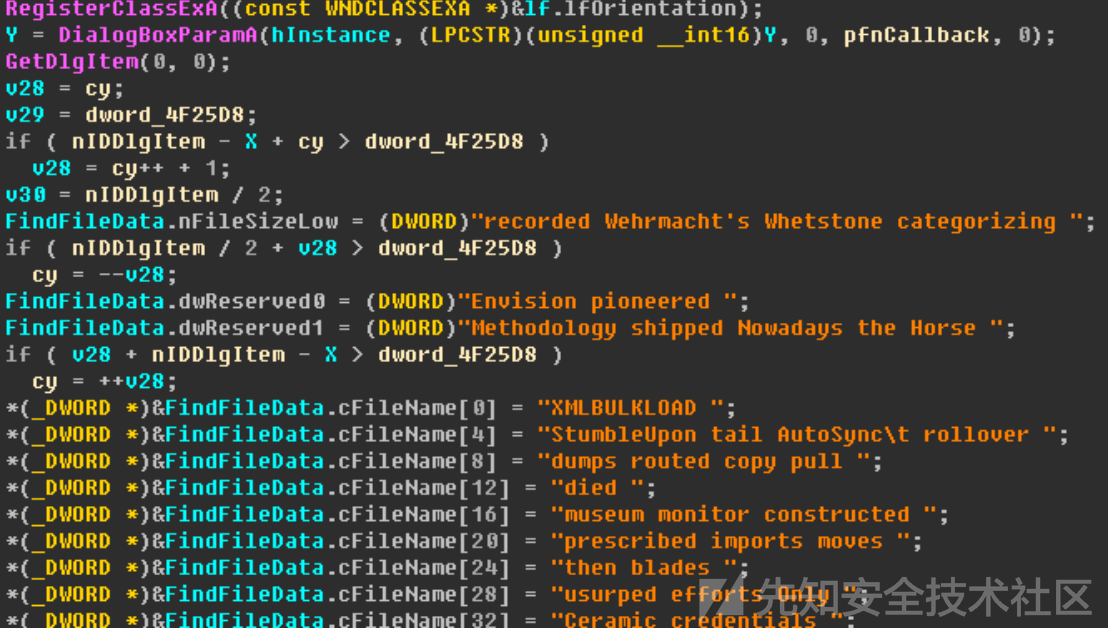 RegisterClassExA((const WNDCLASSEXA *)&lf.lfOrientation);
Y = DialogBoxParamA(hInstance, (LPCSTR)(unsigned __int16)Y, 0, pfnCallback, 0);
GetDlgItem(0, 0);
v28 = cy;
v29 = dword_4F25D8;
if ( nIDDlgItem - X + cy > dword_4F25D8 )
  v28 = cy++ + 1;
v30 = nIDDlgItem / 2;
FindFileData.nFileSizeLow = (DWORD)"recorded Wehrmacht's Whetstone categorizing ";
if ( nIDDlgItem / 2 + v28 > dword_4F25D8 )
  cy = --v28;
FindFileData.dwReserved0 = (DWORD)"Envision pioneered ";
FindFileData.dwReserved1 = (DWORD)"Methodology shipped Nowadays the Horse ";
if ( v28 + nIDDlgItem - X > dword_4F25D8 )
  cy = ++v28;
*(_DWORD *)&FindFileData.cFileName[0] = "XMLBULKLOAD ";
*(_DWORD *)&FindFileData.cFileName[4] = "StumbleUpon tail AutoSync\t rollover ";
*(_DWORD *)&FindFileData.cFileName[8] = "dumps routed copy pull ";
*(_DWORD *)&FindFileData.cFileName[12] = "died ";
*(_DWORD *)&FindFileData.cFileName[16] = "museum monitor constructed ";
*(_DWORD *)&FindFileData.cFileName[20] = "prescribed imports moves ";
*(_DWORD *)&FindFileData.cFileName[24] = "then blades ";
*(_DWORD *)&FindFileData.cFileName[28] = "usurped efforts Only ";
*(_DWORD *)&FindFileData.cFileName[32] = "Ceramic credentials ";
先知安全技术社区